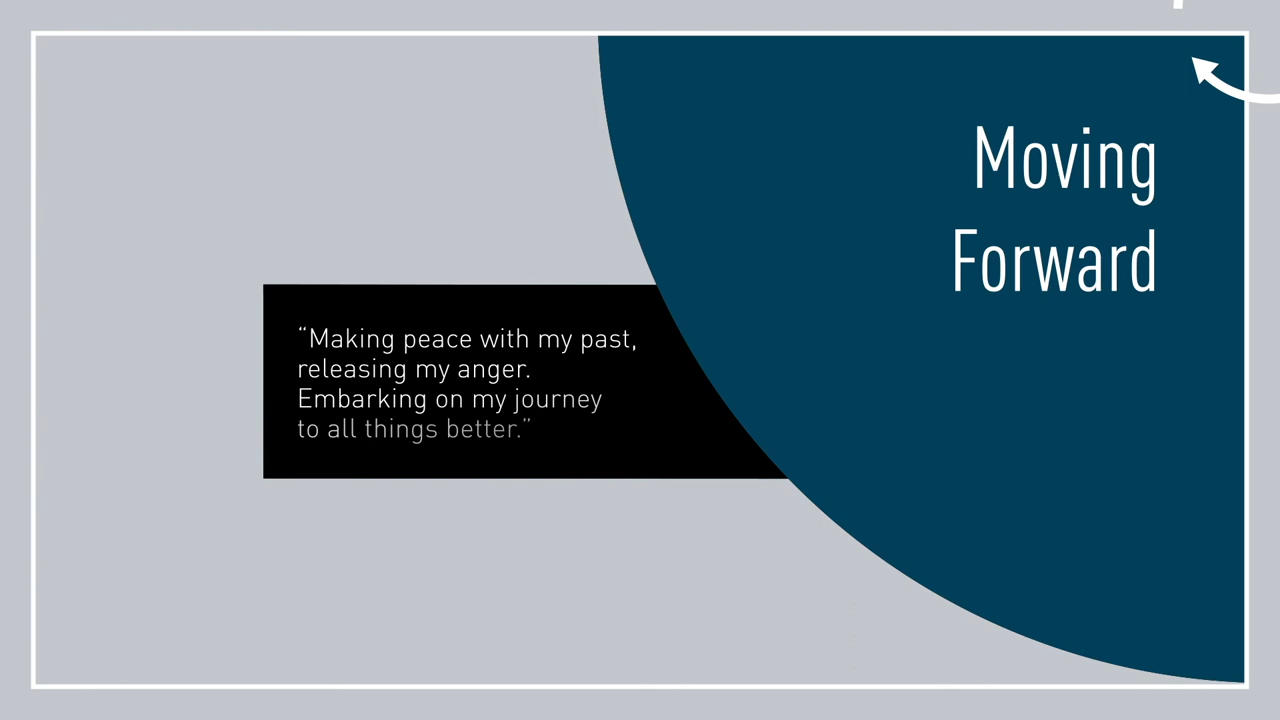 Moving
Forward
“Making peace with my past,
releasing my anger.
Embarking on my journey
to all things better.”